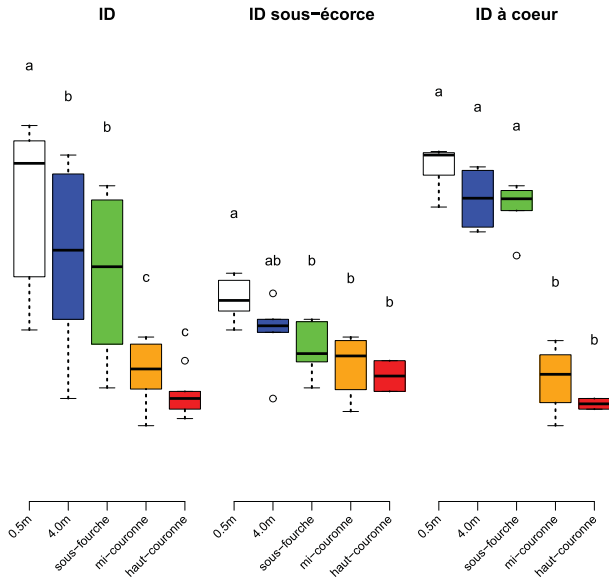 ID
ID sous−écorce
ID à coeur
a
b
b
c
c
a
ab
b
b
b
a
a
a
b
b
0.5m
4.0m
sous−fourche
mi−couronne
haut−couronne
0.5m
4.0m
sous−fourche
mi−couronne
haut−couronne
0.5m
4.0m
sous−fourche
mi−couronne
haut−couronne